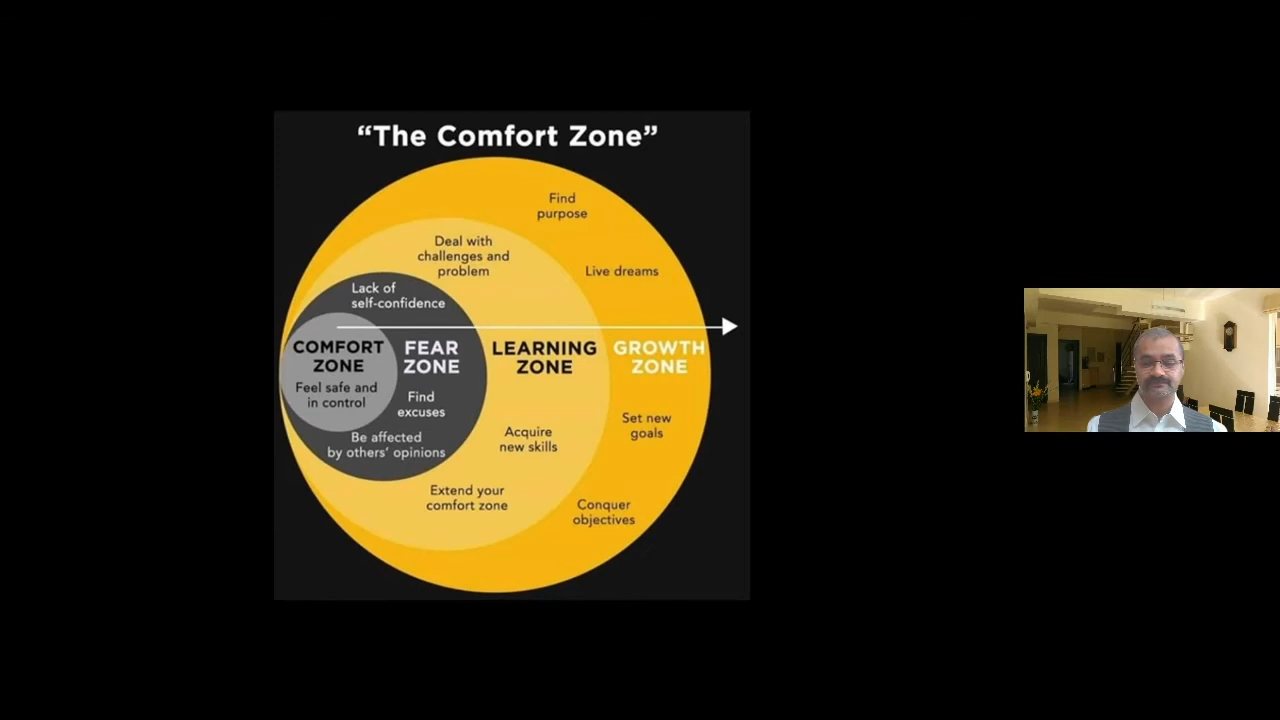 “The Comfort Zone”
Find
purpose
Deal with
challenges and
problem
Live dreams
Lack of
self-confidence
COMFORT
ZONE
Feel safe and
in control
FEAR
ZONE
Find
excuses
Be affected
by others’ opinions
LEARNING
ZONE
Acquire
new skills
Extend your
comfort zone
GROWTH
ZONE
Set new
goals
Conquer
objectives